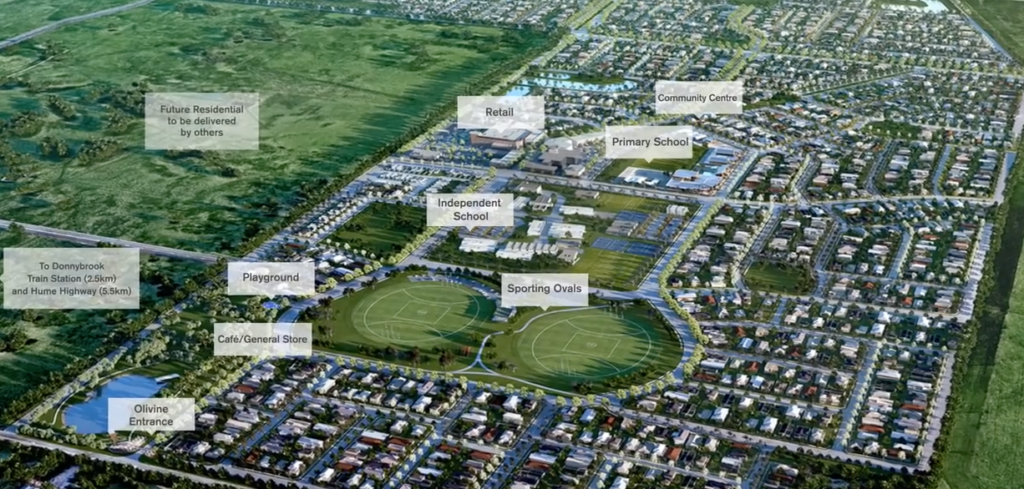 Future Residential
to be delivered
by others
Retail
Community Centre
Primary School
Independent
School
To Donnybrook
Train Station (2.5km)
and Hume Highway (5.5km)
Playground
Sporting Ovals
Café/General Store
Olivine
Entrance